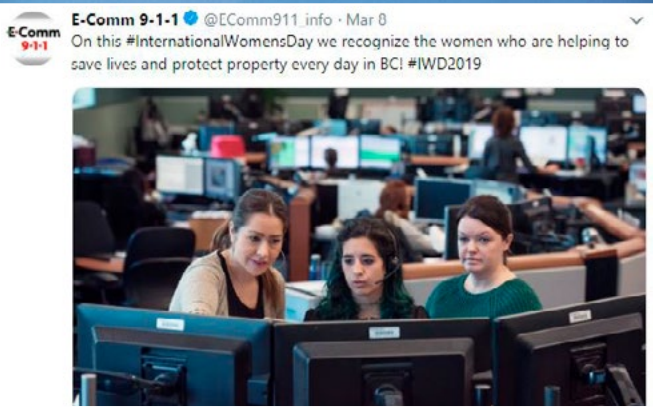 E-Comm 9-1-1 @EComm911_info · Mar 8
E-Comm
9-1-1
On this #InternationalWomensDay we recognize the women who are helping to
save lives and protect property every day in BC! #IWD2019